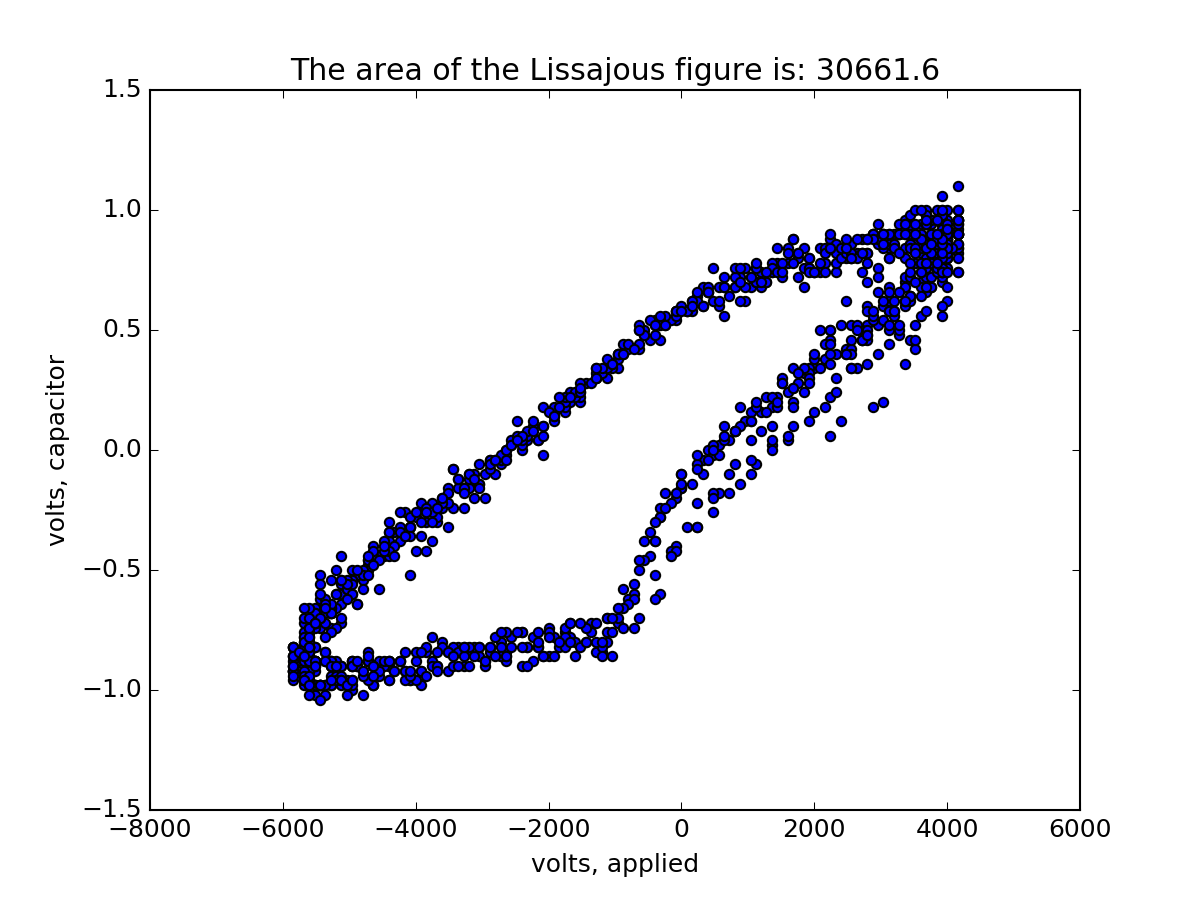 The area of the Lissajous figure is: 30661.6
1.5
1.0
0.5
0.0
−0.5
−1.0
−1.5
volts, capacitor
−8000 −6000 −4000 −2000 0 2000 4000 6000
volts, applied